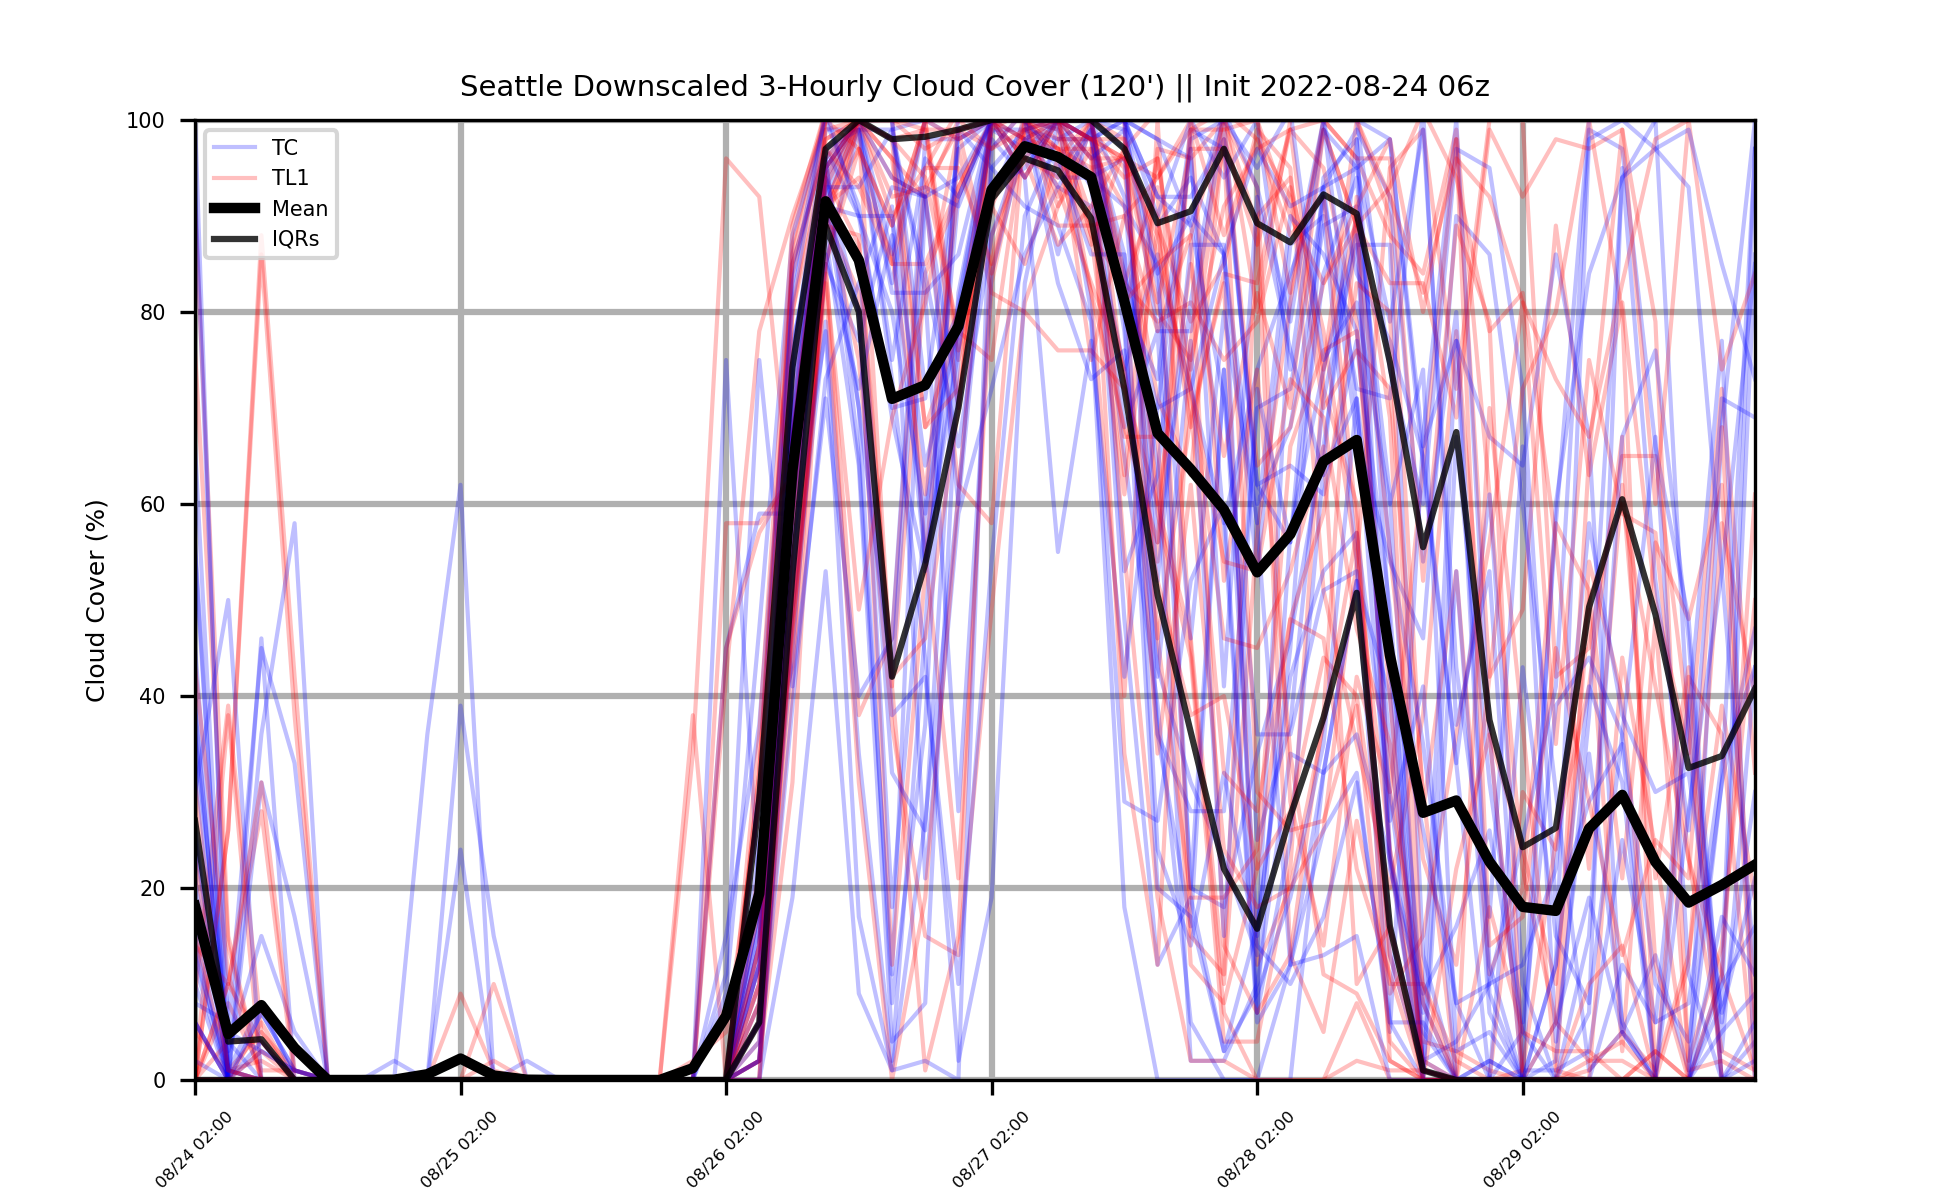 Seattle Downscaled 3-Hourly Cloud Cover (120') || Init 2022-08-24 06z
Cloud Cover (%)
100
80
60
40
20
0
TC
TL1
Mean
IQRs
08/24 02:00
08/25 02:00
08/26 02:00
08/27 02:00
08/28 02:00
08/29 02:00